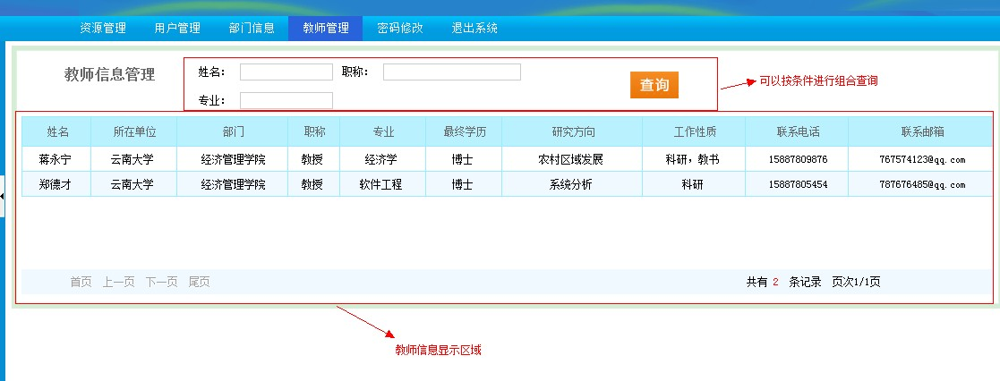 资源管理 用户管理 部门信息 教师管理 密码修改 退出系统
教师信息管理 姓名： 职称： 查询 可以按条件进行组合查询
专业：
姓名 所在单位 部门 职称 专业 最终学历 研究方向 工作性质 联系电话 联系邮箱
蒋永宁 云南大学 经济管理学院 教授 经济学 博士 农村区域发展 科研，教书 15887809876 767574123@qq.com
郑德才 云南大学 经济管理学院 教授 软件工程 博士 系统分析 科研 15887805454 787676485@qq.com
首页 上一页 下一页 尾页 共有 2 条记录 页次1/1页
教师信息显示区域